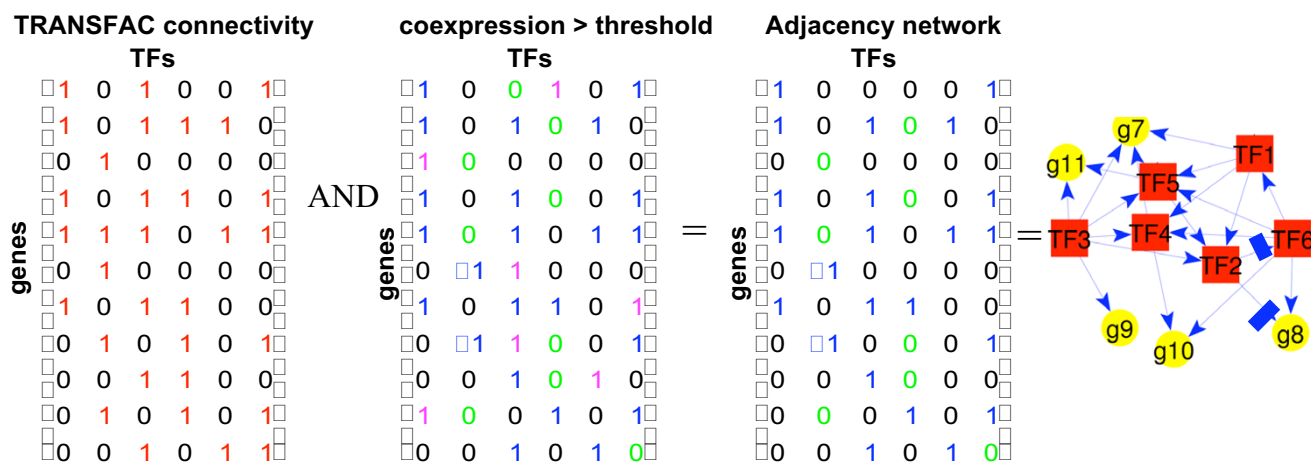 TRANSFAC connectivity
TFs
genes
1 0 1 0 0 1
1 0 1 1 1 0
0 1 0 0 0 0
1 0 1 1 0 1
1 1 1 0 1 1
0 1 0 0 0 0
1 0 1 1 0 0
0 1 0 1 0 1
0 0 1 1 0 0
0 1 0 1 0 1
0 0 1 0 1 1
AND
coexpression > threshold
TFs
genes
1 0 0 1 0 1
1 0 1 0 1 0
1 0 0 0 0 0
1 0 1 0 0 1
1 0 1 0 1 1
0 □1 1 0 0 0
1 0 1 1 0 1
0 □1 1 0 0 1
0 0 1 0 1 0
1 0 0 1 0 1
0 0 1 0 1 0
=
Adjacency network
TFs
genes
1 0 0 0 0 1
1 0 1 0 1 0
0 0 0 0 0 0
1 0 1 0 0 1
1 0 1 0 1 1
0 □1 0 0 0 0
1 0 1 1 0 0
0 □1 0 0 0 1
0 0 1 0 0 0
0 0 0 1 0 1
0 0 1 0 1 0
=
g7
TF1
g11
TF5
TF3
TF4
TF6
TF2
g9
g10
g8